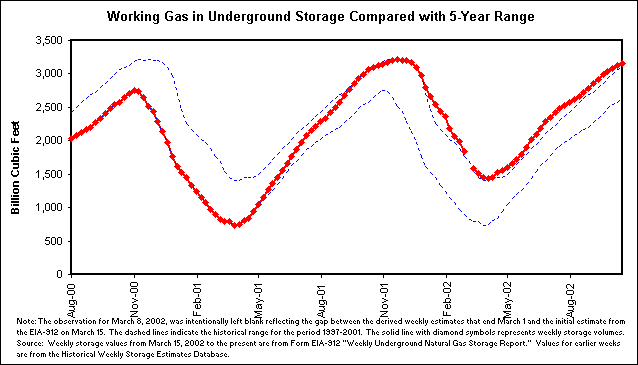 Working Gas in Underground Storage Compared with 5-Year Range
Billion Cubic Feet
3,500
3,000
2,500
2,000
1,500
1,000
500
0
Aug-00
Nov-00
Feb-01
May-01
Aug-01
Nov-01
Feb-02
May-02
Aug-02
Note: The observation for March 8, 2002, was intentionally left blank reflecting the gap between the derived weekly estimates that end March 1 and the initial estimate from
the EIA-912 on March 15. The dashed lines indicate the historical range for the period 1997-2001. The solid line with diamond symbols represents weekly storage volumes.
Source: Weekly storage values from March 15, 2002 to the present are from Form EIA-912 "Weekly Underground Natural Gas Storage Report." Values for earlier weeks
are from the Historical Weekly Storage Estimates Database.